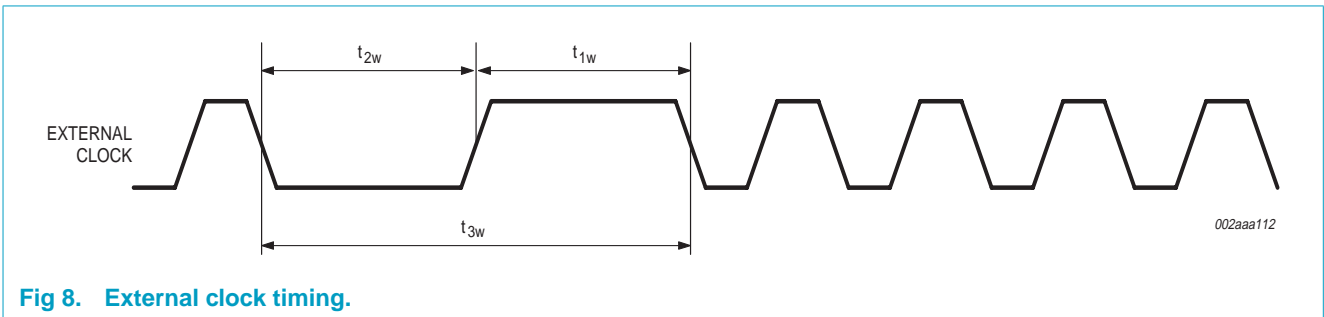 t2w
t1w
EXTERNAL
CLOCK
t3w
002aaa112
Fig 8. External clock timing.